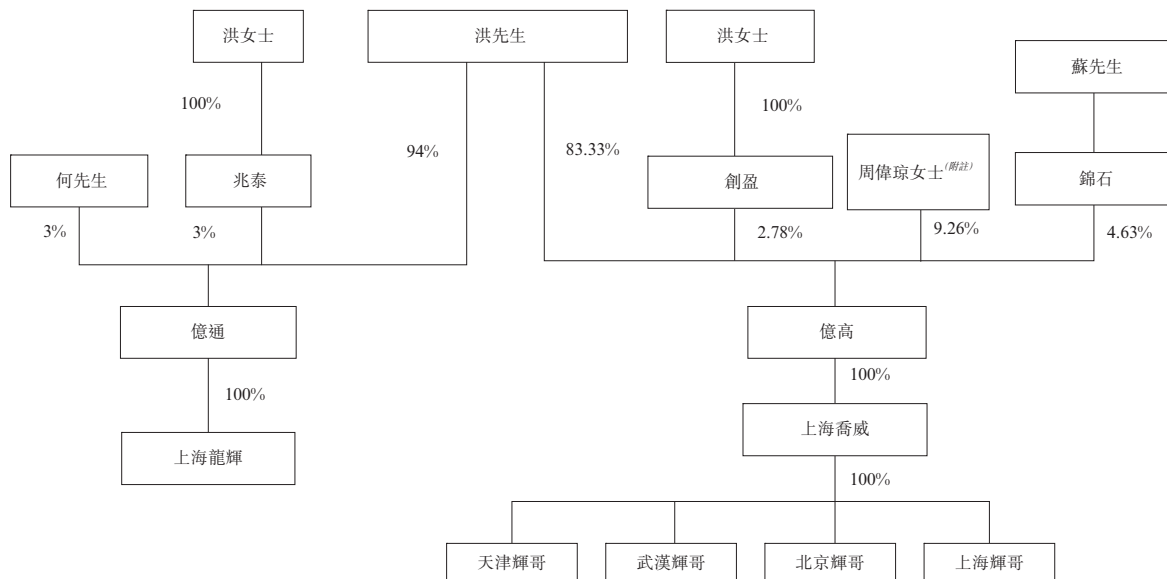 洪女士
洪先生
洪女士
蘇先生
100%
100%
94%
83.33%
何先生
兆泰
創盈
周偉琼女士(附註)
錦石
3%
3%
2.78%
9.26%
4.63%
億通
億高
100%
100%
上海龍輝
上海喬威
100%
天津輝哥
武漢輝哥
北京輝哥
上海輝哥